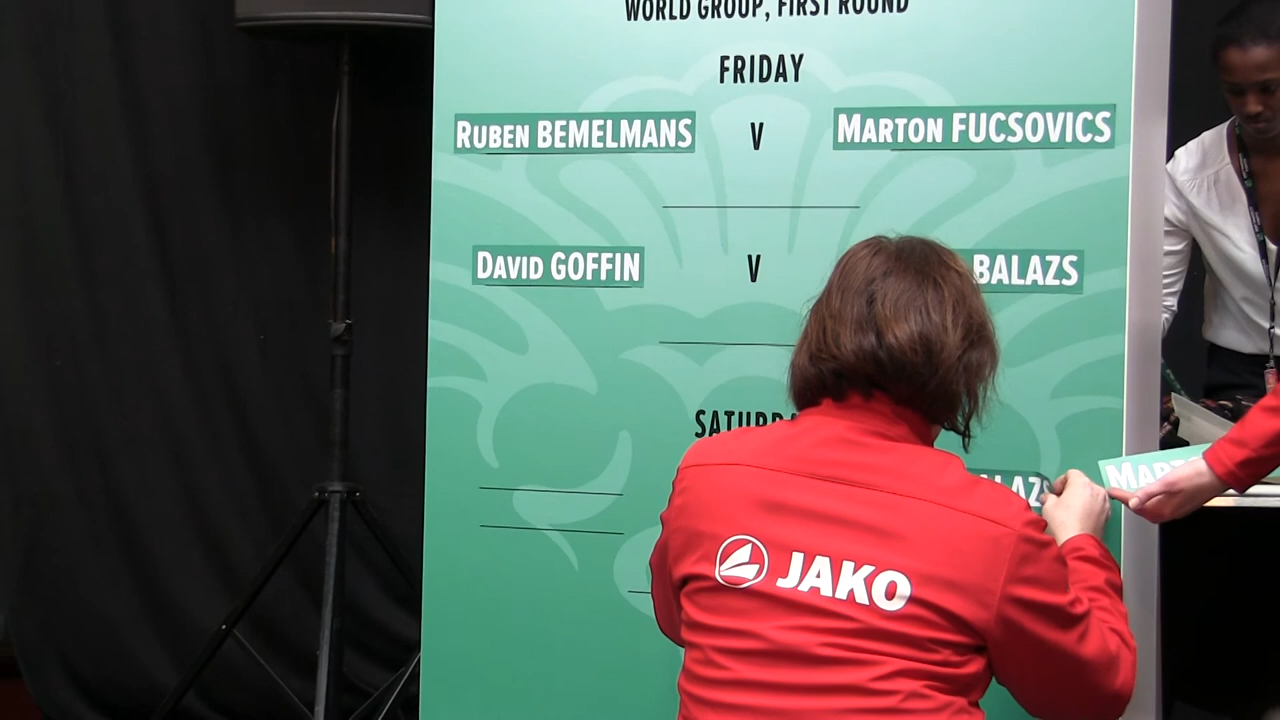 WORLD GROUP, FIRST ROUND
FRIDAY
RUBEN BEMELMANS V MARTON FUCSOVICS
DAVID GOFFIN V BALAZS
JAKO